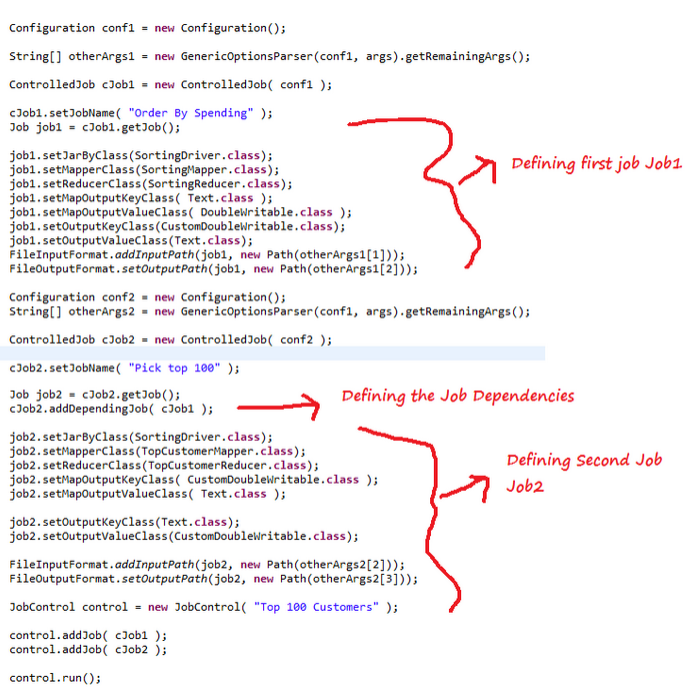 Configuration conf1 = new Configuration();
String[] otherArgs1 = new GenericOptionsParser(conf1, args).getRemainingArgs();
ControlledJob cJob1 = new ControlledJob( conf1 );
cJob1.setJobName( "Order By Spending" );
Job job1 = cJob1.getJob();
job1.setJarByClass(SortingDriver.class);
job1.setMapperClass(SortingMapper.class);
job1.setReducerClass(SortingReducer.class);
job1.setMapOutputKeyClass( Text.class );
job1.setMapOutputValueClass( DoubleWritable.class );
job1.setOutputKeyClass(CustomDoubleWritable.class);
job1.setOutputValueClass(Text.class);
FileInputFormat.addInputPath(job1, new Path(otherArgs1[1]));
FileOutputFormat.setOutputPath(job1, new Path(otherArgs1[2]));
Defining first job Job1
Configuration conf2 = new Configuration();
String[] otherArgs2 = new GenericOptionsParser(conf1, args).getRemainingArgs();
ControlledJob cJob2 = new ControlledJob( conf2 );
cJob2.setJobName( "Pick top 100" );
Job job2 = cJob2.getJob();
cJob2.addDependingJob( cJob1 );
Defining the Job Dependencies
job2.setJarByClass(SortingDriver.class);
job2.setMapperClass(TopCustomerMapper.class);
job2.setReducerClass(TopCustomerReducer.class);
job2.setMapOutputKeyClass( CustomDoubleWritable.class );
job2.setMapOutputValueClass( Text.class );
job2.setOutputKeyClass(Text.class);
job2.setOutputValueClass(CustomDoubleWritable.class);
FileInputFormat.addInputPath(job2, new Path(otherArgs2[2]));
FileOutputFormat.setOutputPath(job2, new Path(otherArgs2[3]));
Defining Second Job
Job2
JobControl control = new JobControl( "Top 100 Customers" );
control.addJob( cJob1 );
control.addJob( cJob2 );
control.run();